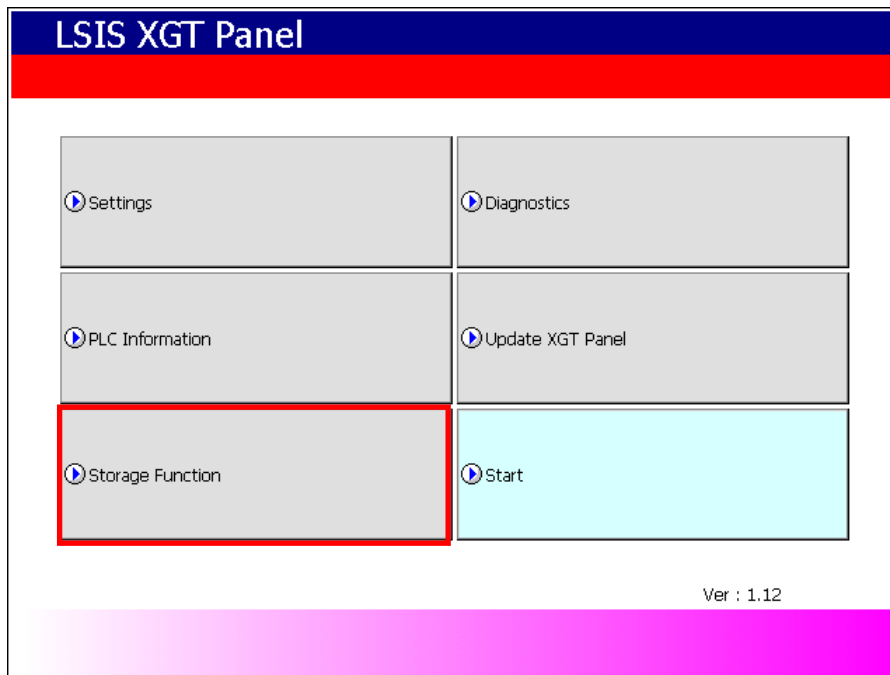 LSIS XGT Panel
Settings
Diagnostics
PLC Information
Update XGT Panel
Storage Function
Start
Ver : 1.12